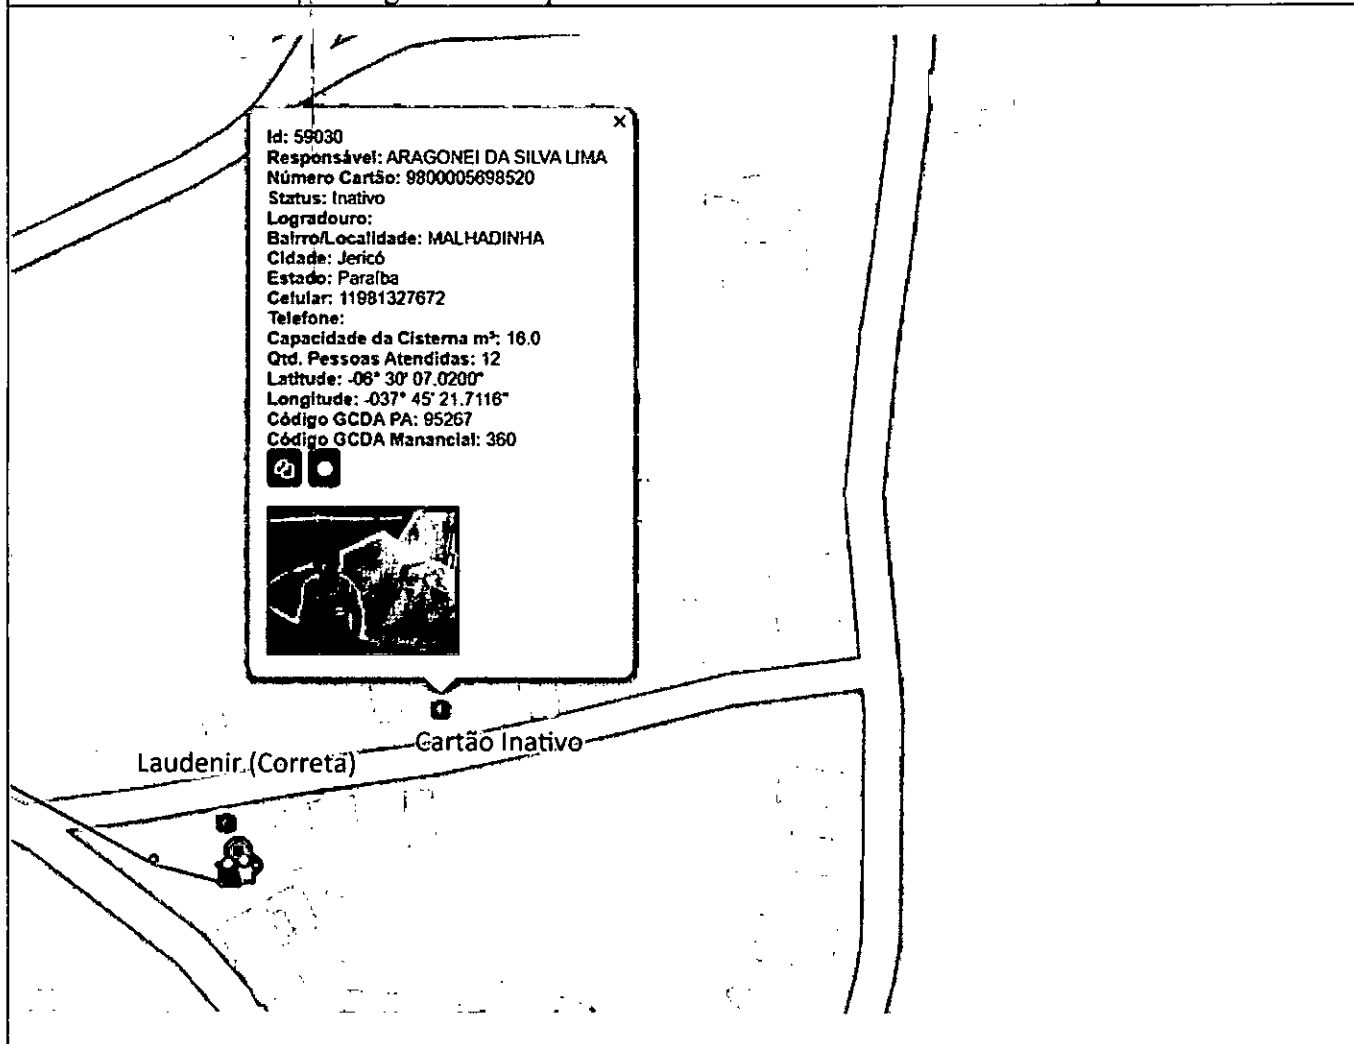 Id: 59030
Responsável: ARAGONEI DA SILVA LIMA
Número Cartão: 9800005698520
Status: Inativo
Logradouro:
Bairro/Localidade: MALHADINHA
Cidade: Jericó
Estado: Paraíba
Celular: 11981327672
Telefone:
Capacidade da Cisterna m³: 16.0
Qtd. Pessoas Atendidas: 12
Latitude: -06° 30' 07.0200"
Longitude: -037° 45' 21.7116"
Código GCDA PA: 95267
Código GCDA Manancial: 360
Cartão Inativo
Laudenir (Correta)